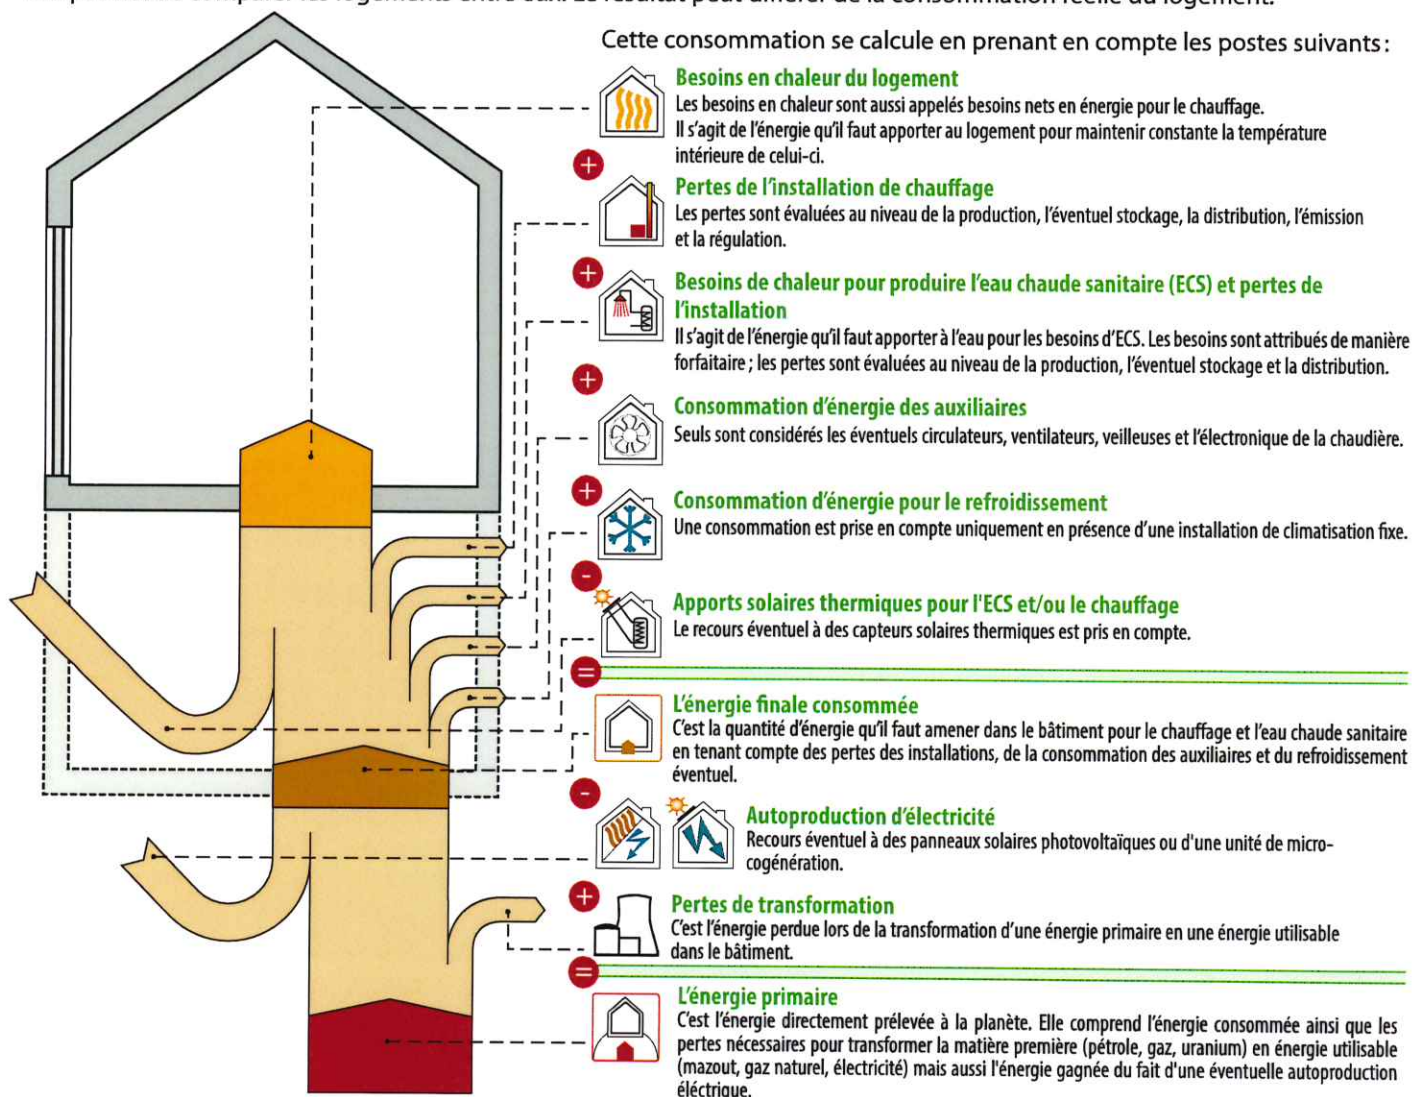 Cette consommation se calcule en prenant en compte les postes suivants :
Besoins en chaleur du logement
Les besoins en chaleur sont aussi appelés besoins nets en énergie pour le chauffage.
Il s'agit de l'énergie qu'il faut apporter au logement pour maintenir constante la température
intérieure de celui-ci.
+
Pertes de l'installation de chauffage
Les pertes sont évaluées au niveau de la production, l'éventuel stockage, la distribution, l'émission
et la régulation.
+
Besoins de chaleur pour produire l'eau chaude sanitaire (ECS) et pertes de
l'installation
Il s'agit de l'énergie qu'il faut apporter à l'eau pour les besoins d'ECS. Les besoins sont attribués de manière
forfaitaire ; les pertes sont évaluées au niveau de la production, l'éventuel stockage et la distribution.
+
Consommation d'énergie des auxiliaires
Seuls sont considérés les éventuels circulateurs, ventilateurs, veilleuses et l'électronique de la chaudière.
+
Consommation d'énergie pour le refroidissement
Une consommation est prise en compte uniquement en présence d'une installation de climatisation fixe.
-
Apports solaires thermiques pour l'ECS et/ou le chauffage
Le recours éventuel à des capteurs solaires thermiques est pris en compte.
=
L'énergie finale consommée
C'est la quantité d'énergie qu'il faut amener dans le bâtiment pour le chauffage et l'eau chaude sanitaire
en tenant compte des pertes des installations, de la consommation des auxiliaires et du refroidissement
éventuel.
-
Autoproduction d'électricité
Recours éventuel à des panneaux solaires photovoltaïques ou d'une unité de micro-
cogénération.
+
Pertes de transformation
C'est l'énergie perdue lors de la transformation d'une énergie primaire en une énergie utilisable
dans le bâtiment.
=
L'énergie primaire
C'est l'énergie directement prélevée à la planète. Elle comprend l'énergie consommée ainsi que les
pertes nécessaires pour transformer la matière première (pétrole, gaz, uranium) en énergie utilisable
(mazout, gaz naturel, électricité) mais aussi l'énergie gagnée du fait d'une éventuelle autoproduction
éléctrique.